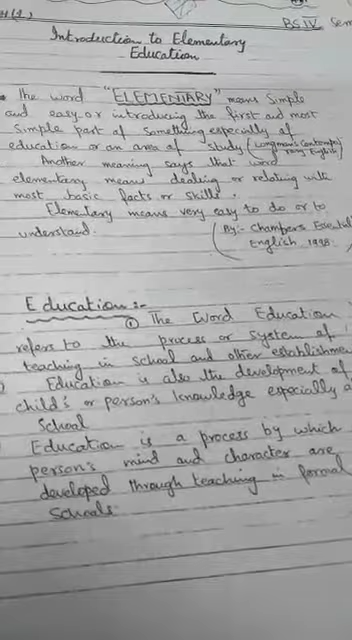 BS.IV Sem
Introduction to Elementary
Education
The word "ELEMENTARY" means simple
and easy or introducing the first and most
simple part of something especially of
education or an area of study (Longman's Contempo
rary English)
Another meaning says that word
elementary means dealing or relating with
most basic facts or skills.
Elementary means very easy to do or to
understand.
(By:- Chambers Essential
English 1998.
Education:-
① The Word Education
refers to the process or system of
teaching in school and other establishme
Education is also the development of
child's or person's knowledge especially a
School
Education is a process by which
person's mind and character are
developed through teaching in formal
Schools.